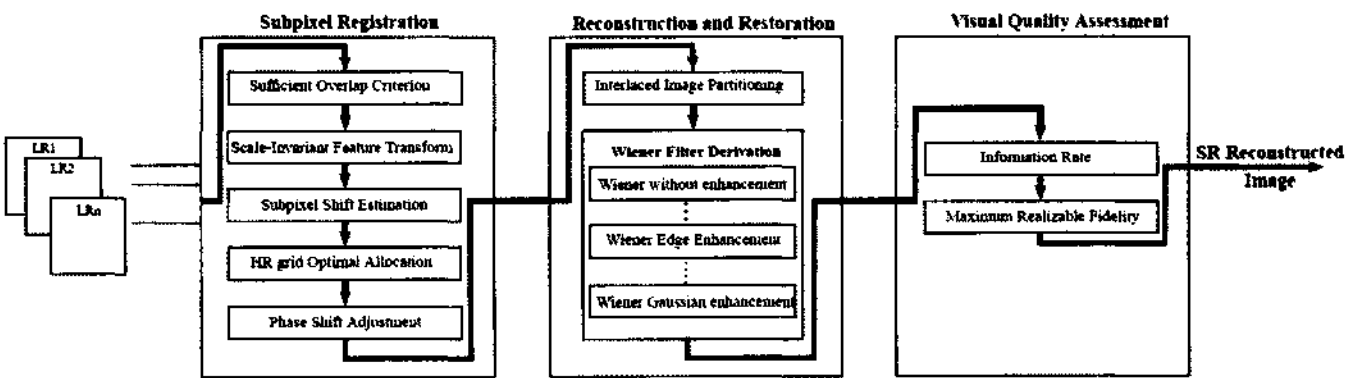 Subpixel Registration
Sufficient Overlap Criterion
Scale-Invariant Feature Transform
Subpixel Shift Estimation
HR grid Optimal Allocation
Phase Shift Adjustment
LR1
LR2
LRn
Reconstruction and Restoration
Interlaced Image Partitioning
Wiener Filter Derivation
Wiener without enhancement
Wiener Edge Enhancement
Wiener Gaussian enhancement
Visual Quality Assessment
Information Rate
Maximum Realizable Fidelity
SR Reconstructed
Image